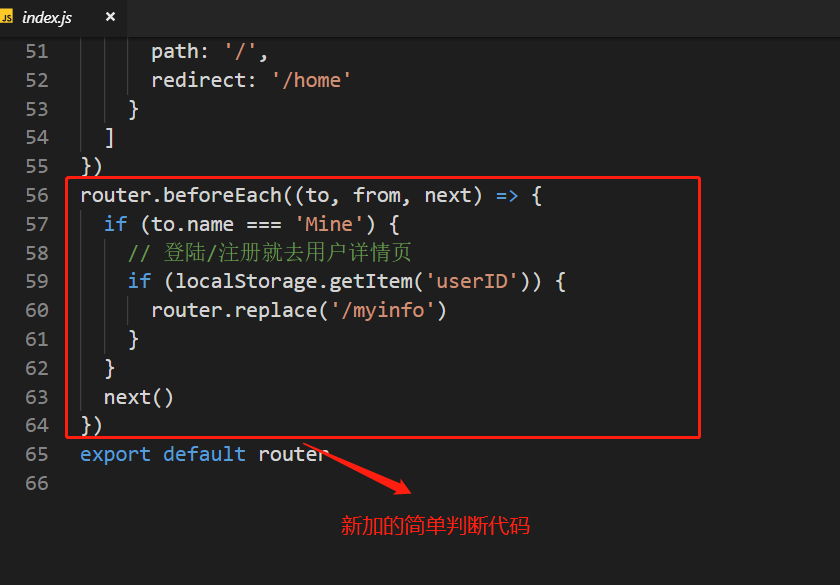 JS index.js ×
51 path: '/',
52 redirect: '/home'
53 }
54 ]
55 })
56 router.beforeEach((to, from, next) => {
57 if (to.name === 'Mine') {
58 // 登陆/注册就去用户详情页
59 if (localStorage.getItem('userID')) {
60 router.replace('/myinfo')
61 }
62 }
63 next()
64 })
65 export default router
66
新加的简单判断代码